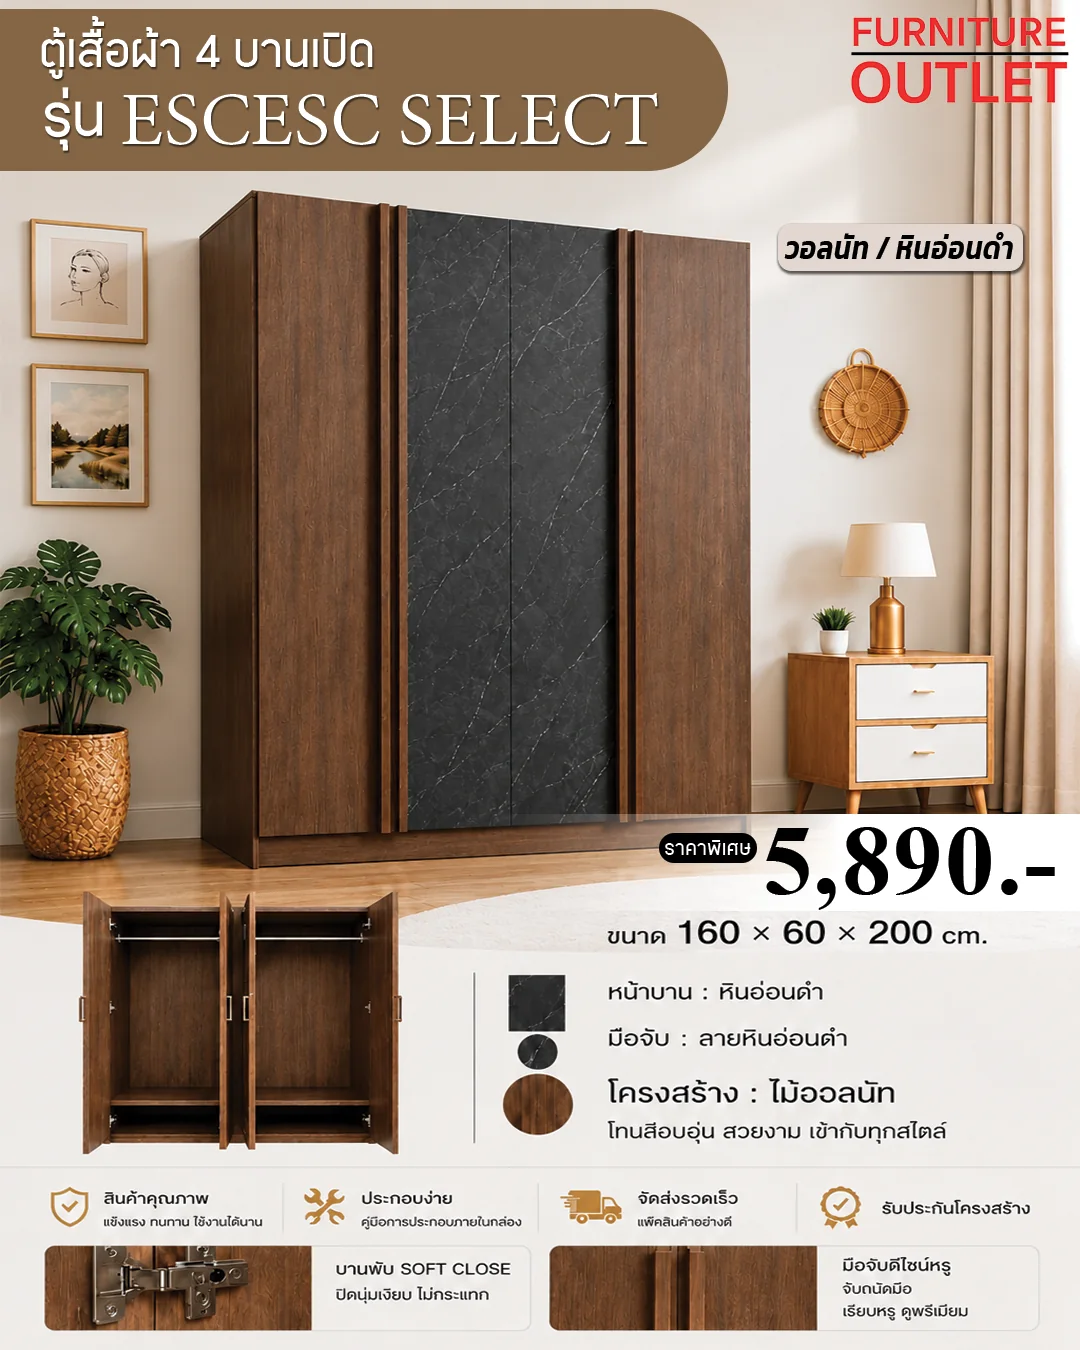 ตู้เสื้อผ้า 4 บานเปิด
รุ่น ESCESC SELECT
FURNITURE
OUTLET
วอลนัท / หินอ่อนดำ
ราคาพิเศษ 5,890.-
ขนาด 160 × 60 × 200 cm.
หน้าบาน : หินอ่อนดำ
มือจับ : ลายหินอ่อนดำ
โครงสร้าง : ไม้ออลนัท
โทนสีอบอุ่น สวยงาม เข้ากับทุกสไตล์
สินค้าคุณภาพ
แข็งแรง ทนทาน ใช้งานได้นาน
ประกอบง่าย
คู่มือการประกอบภายในกล่อง
จัดส่งรวดเร็ว
แพ็คสินค้าอย่างดี
รับประกันโครงสร้าง
บานพับ SOFT CLOSE
ปิดนุ่มเงียบ ไม่กระแทก
มือจับดีไซน์หรู
จับถนัดมือ
เรียบหรู ดูพรีเมียม